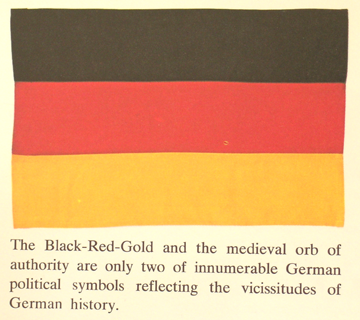 The Black-Red-Gold and the medieval orb of
authority are only two of innumerable German
political symbols reflecting the vicissitudes of
German history.